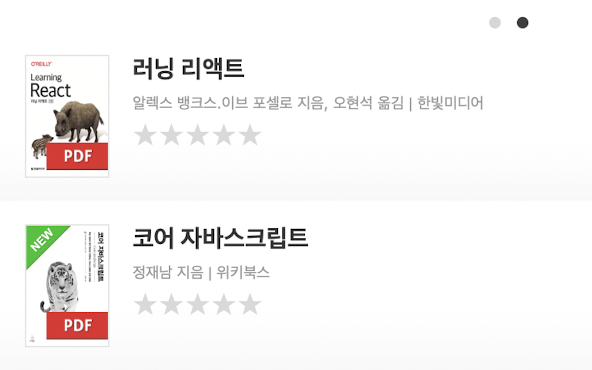 O'REILLY
Learning
React
PDF
러닝 리액트
알렉스 뱅크스.이브 포셀로 지음, 오현석 옮김 | 한빛미디어
NEW
코어 자바스크립트
PDF
코어 자바스크립트
정재남 지음 | 위키북스